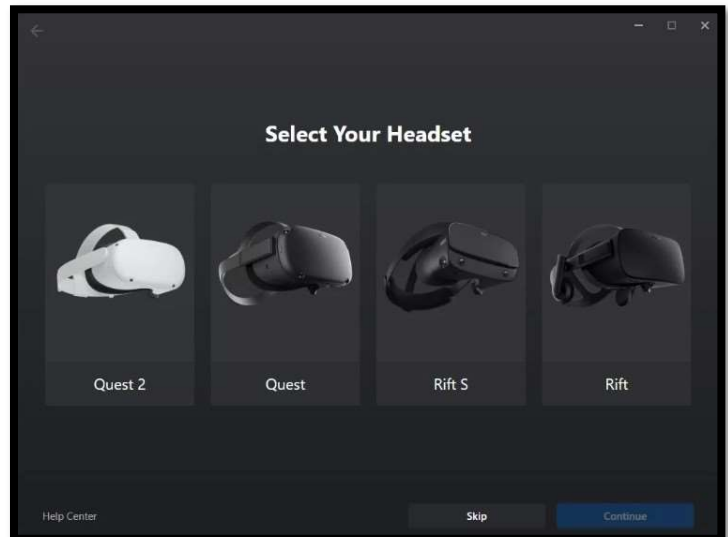 Select Your Headset
Quest 2
Quest
Rift S
Rift
Help Center
Skip
Continue